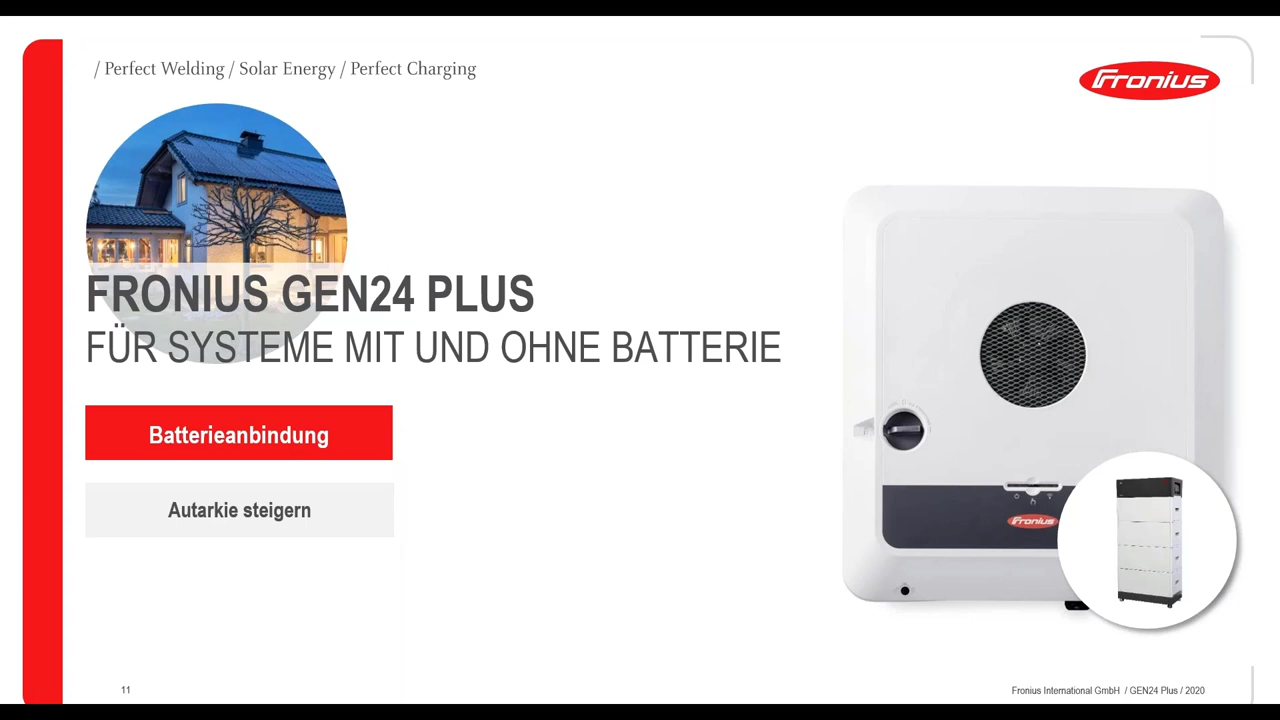 / Perfect Welding / Solar Energy / Perfect Charging
Fronius
FRONIUS GEN24 PLUS
FÜR SYSTEME MIT UND OHNE BATTERIE
Batterieanbindung
Autarkie steigern
Fronius
11
Fronius International GmbH / GEN24 Plus / 2020